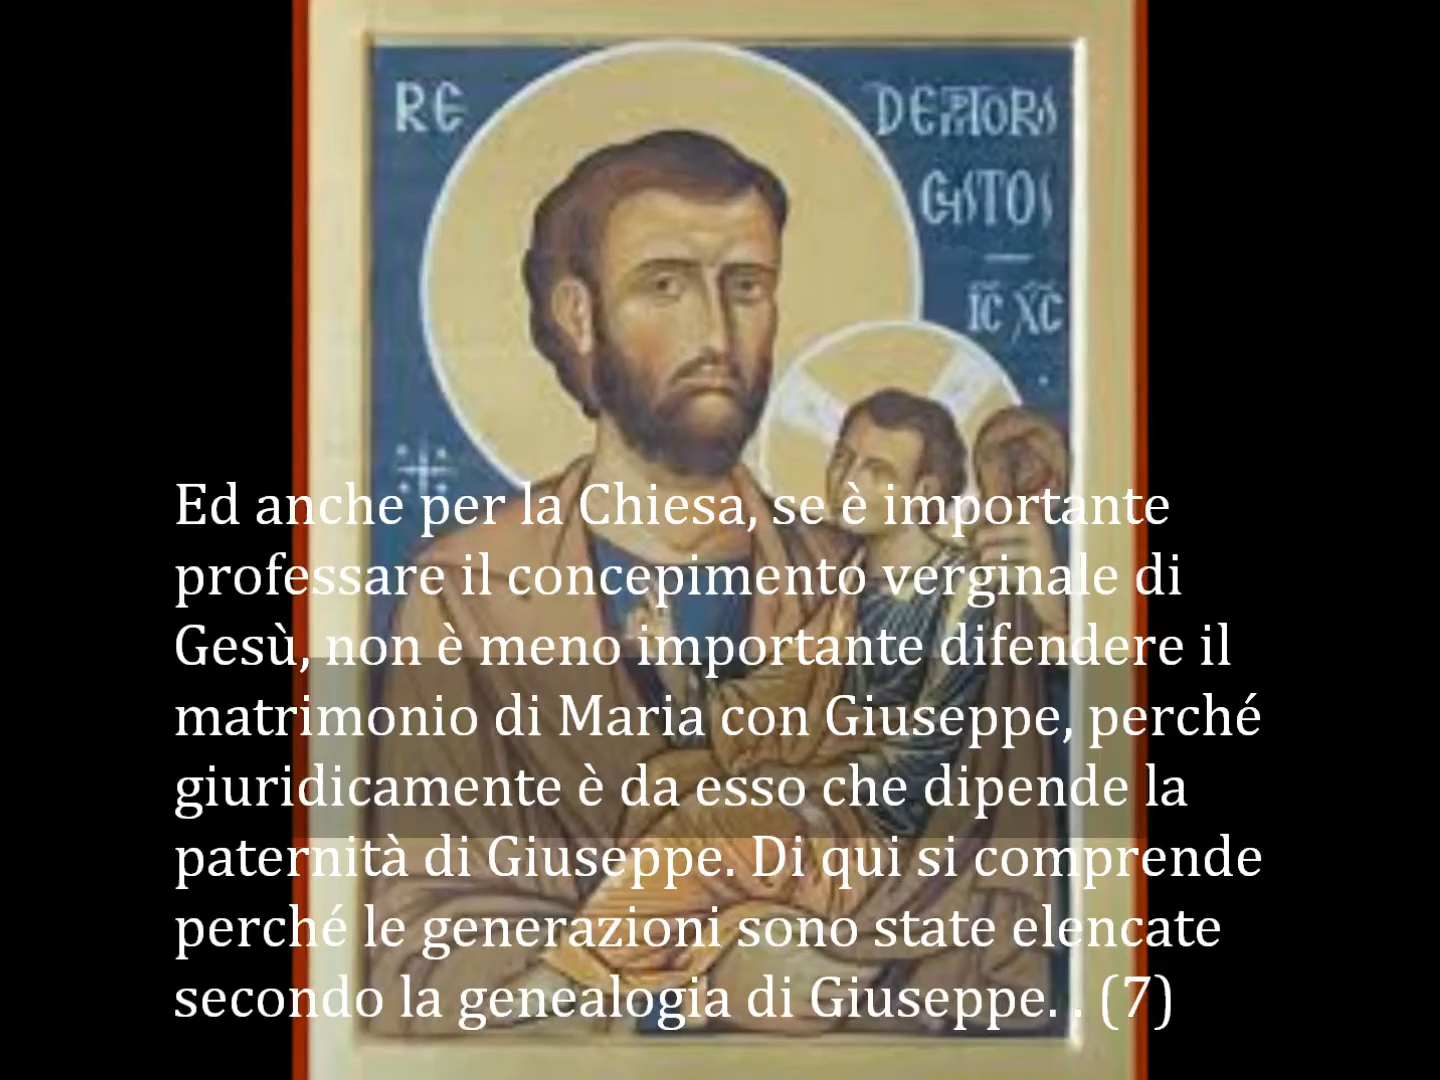 RE
DEMPTORIS
CUSTOS
IC XC
Ed anche per la Chiesa, se è importante
professare il concepimento verginale di
Gesù, non è meno importante difendere il
matrimonio di Maria con Giuseppe, perché
giuridicamente è da esso che dipende la
paternità di Giuseppe. Di qui si comprende
perché le generazioni sono state elencate
secondo la genealogia di Giuseppe. . (7)